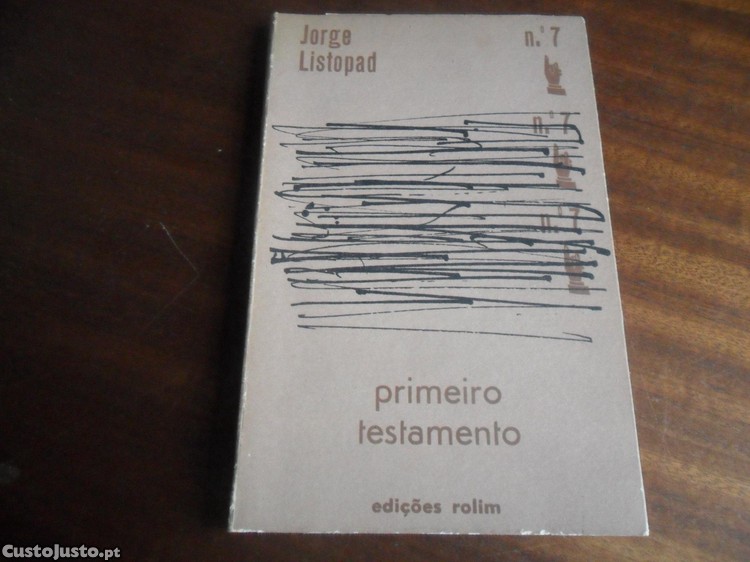 Jorge
Listopad
n.º 7
n.º 7
n.º 7
primeiro
testamento
edições rolim
CustoJusto.pt